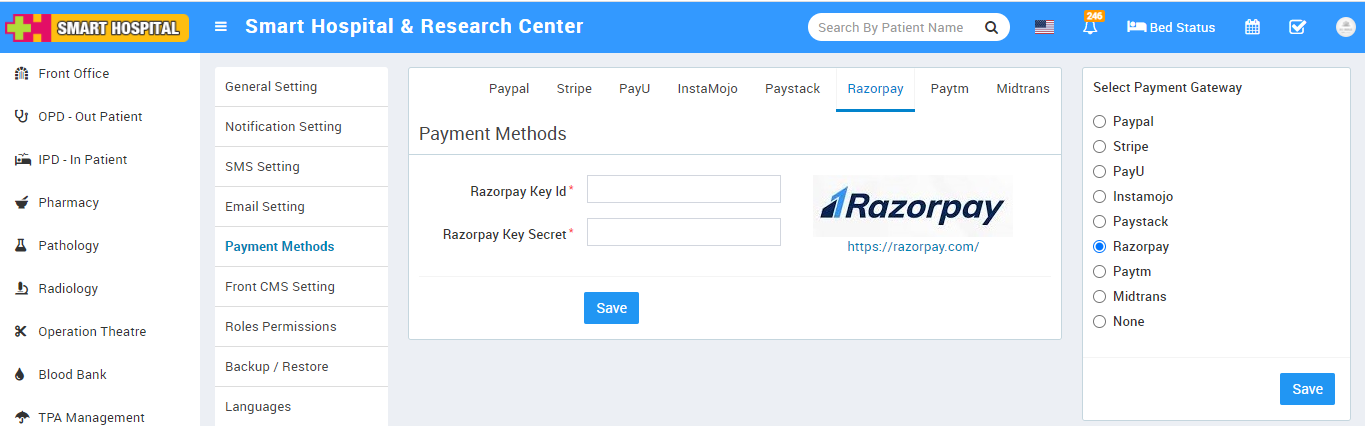 SMART HOSPITAL
Smart Hospital & Research Center
Search By Patient Name
246
Bed Status
Front Office
OPD - Out Patient
IPD - In Patient
Pharmacy
Pathology
Radiology
Operation Theatre
Blood Bank
TPA Management
General Setting
Notification Setting
SMS Setting
Email Setting
Payment Methods
Front CMS Setting
Roles Permissions
Backup / Restore
Languages
Paypal Stripe PayU InstaMojo Paystack Razorpay Paytm Midtrans
Payment Methods
Razorpay Key Id *
Razorpay Key Secret *
Razorpay
https://razorpay.com/
Save
Select Payment Gateway
Paypal
Stripe
PayU
Instamojo
Paystack
Razorpay
Paytm
Midtrans
None
Save